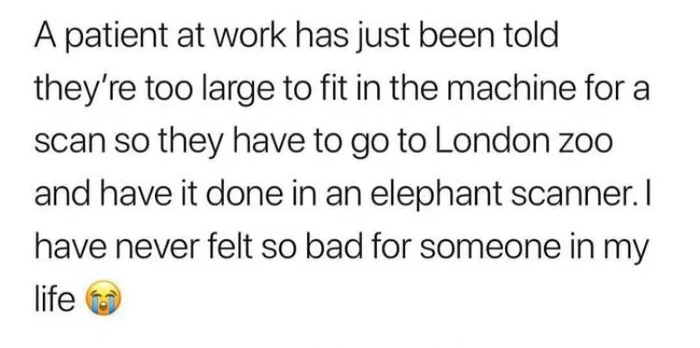 A patient at work has just been told
they're too large to fit in the machine for a
scan so they have to go to London zoo
and have it done in an elephant scanner. I
have never felt so bad for someone in my
life 😭